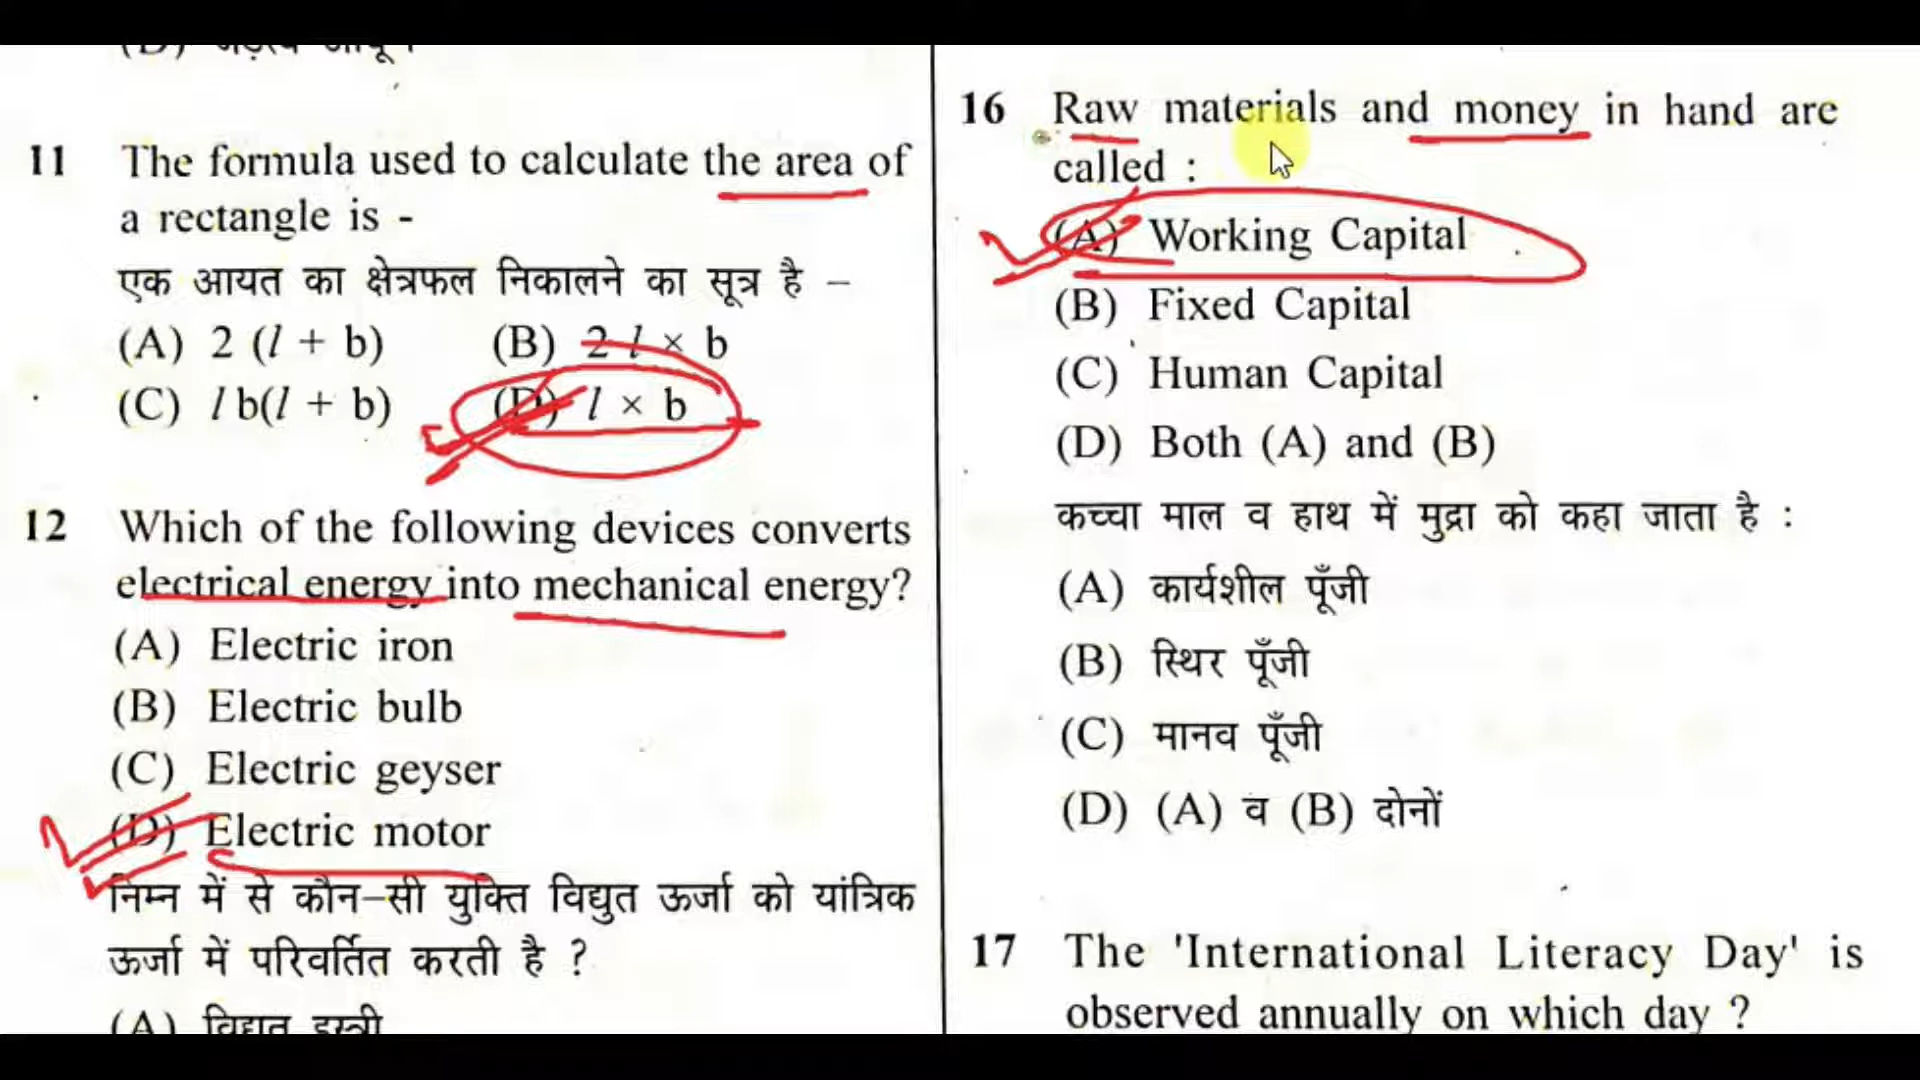 11 The formula used to calculate the area of
a rectangle is -
एक आयत का क्षेत्रफल निकालने का सूत्र है –
(A) 2 (l + b) (B) 2 l × b
(C) l b(l + b) (D) l × b
12 Which of the following devices converts
electrical energy into mechanical energy?
(A) Electric iron
(B) Electric bulb
(C) Electric geyser
(D) Electric motor
निम्न में से कौन–सी युक्ति विद्युत ऊर्जा को यांत्रिक
ऊर्जा में परिवर्तित करती है ?
(A) विद्युत इस्त्री
16 Raw materials and money in hand are
called :
(A) Working Capital
(B) Fixed Capital
(C) Human Capital
(D) Both (A) and (B)
कच्चा माल व हाथ में मुद्रा को कहा जाता है :
(A) कार्यशील पूँजी
(B) स्थिर पूँजी
(C) मानव पूँजी
(D) (A) व (B) दोनों
17 The 'International Literacy Day' is
observed annually on which day ?